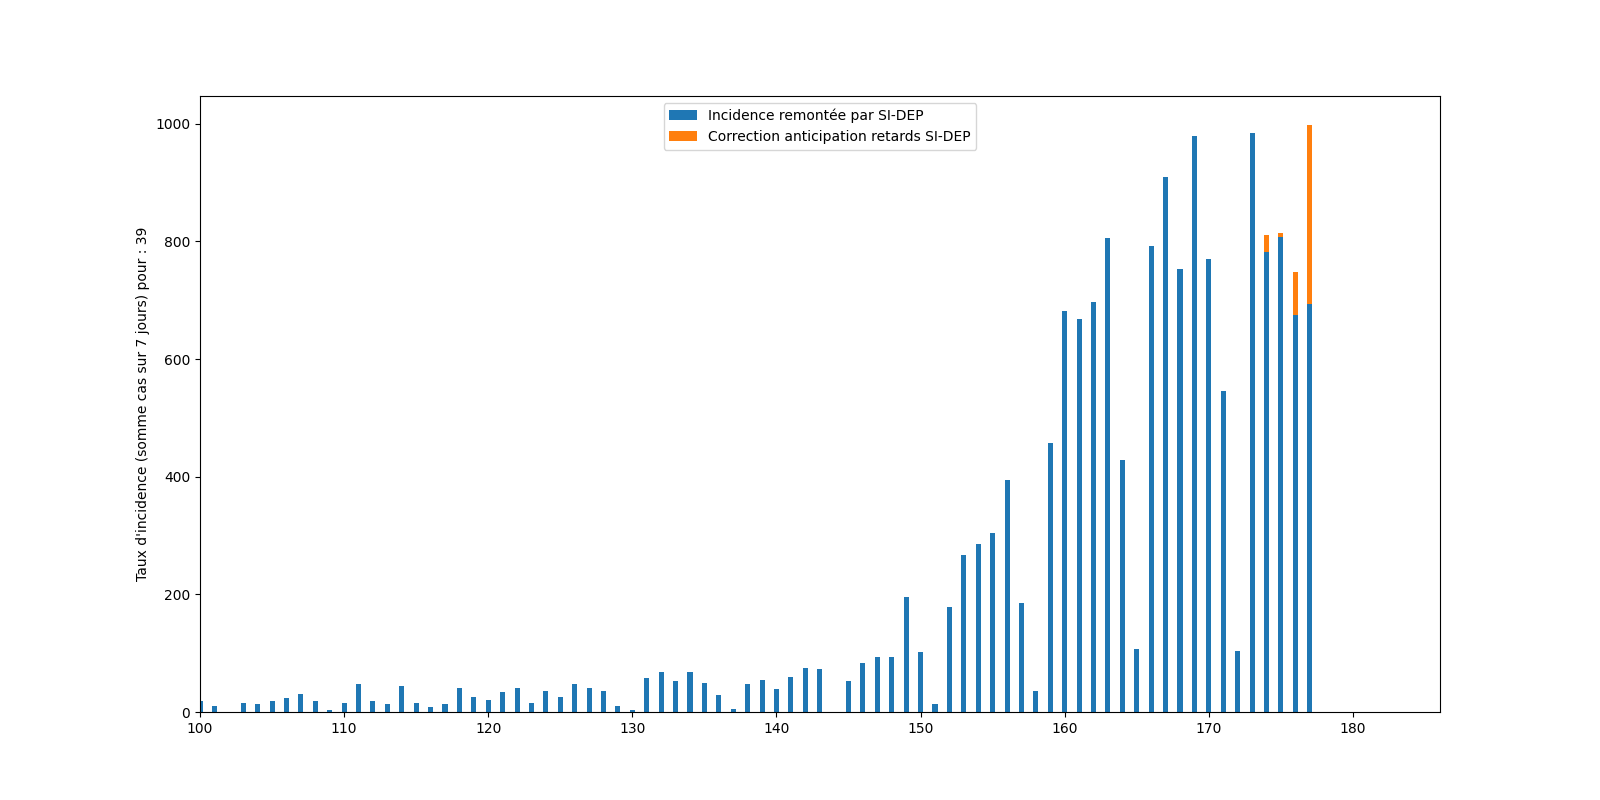 Incidence remontée par SI-DEP
Correction anticipation retards SI-DEP
Taux d'incidence (somme cas sur 7 jours) pour : 39
1000
800
600
400
200
0
100 110 120 130 140 150 160 170 180